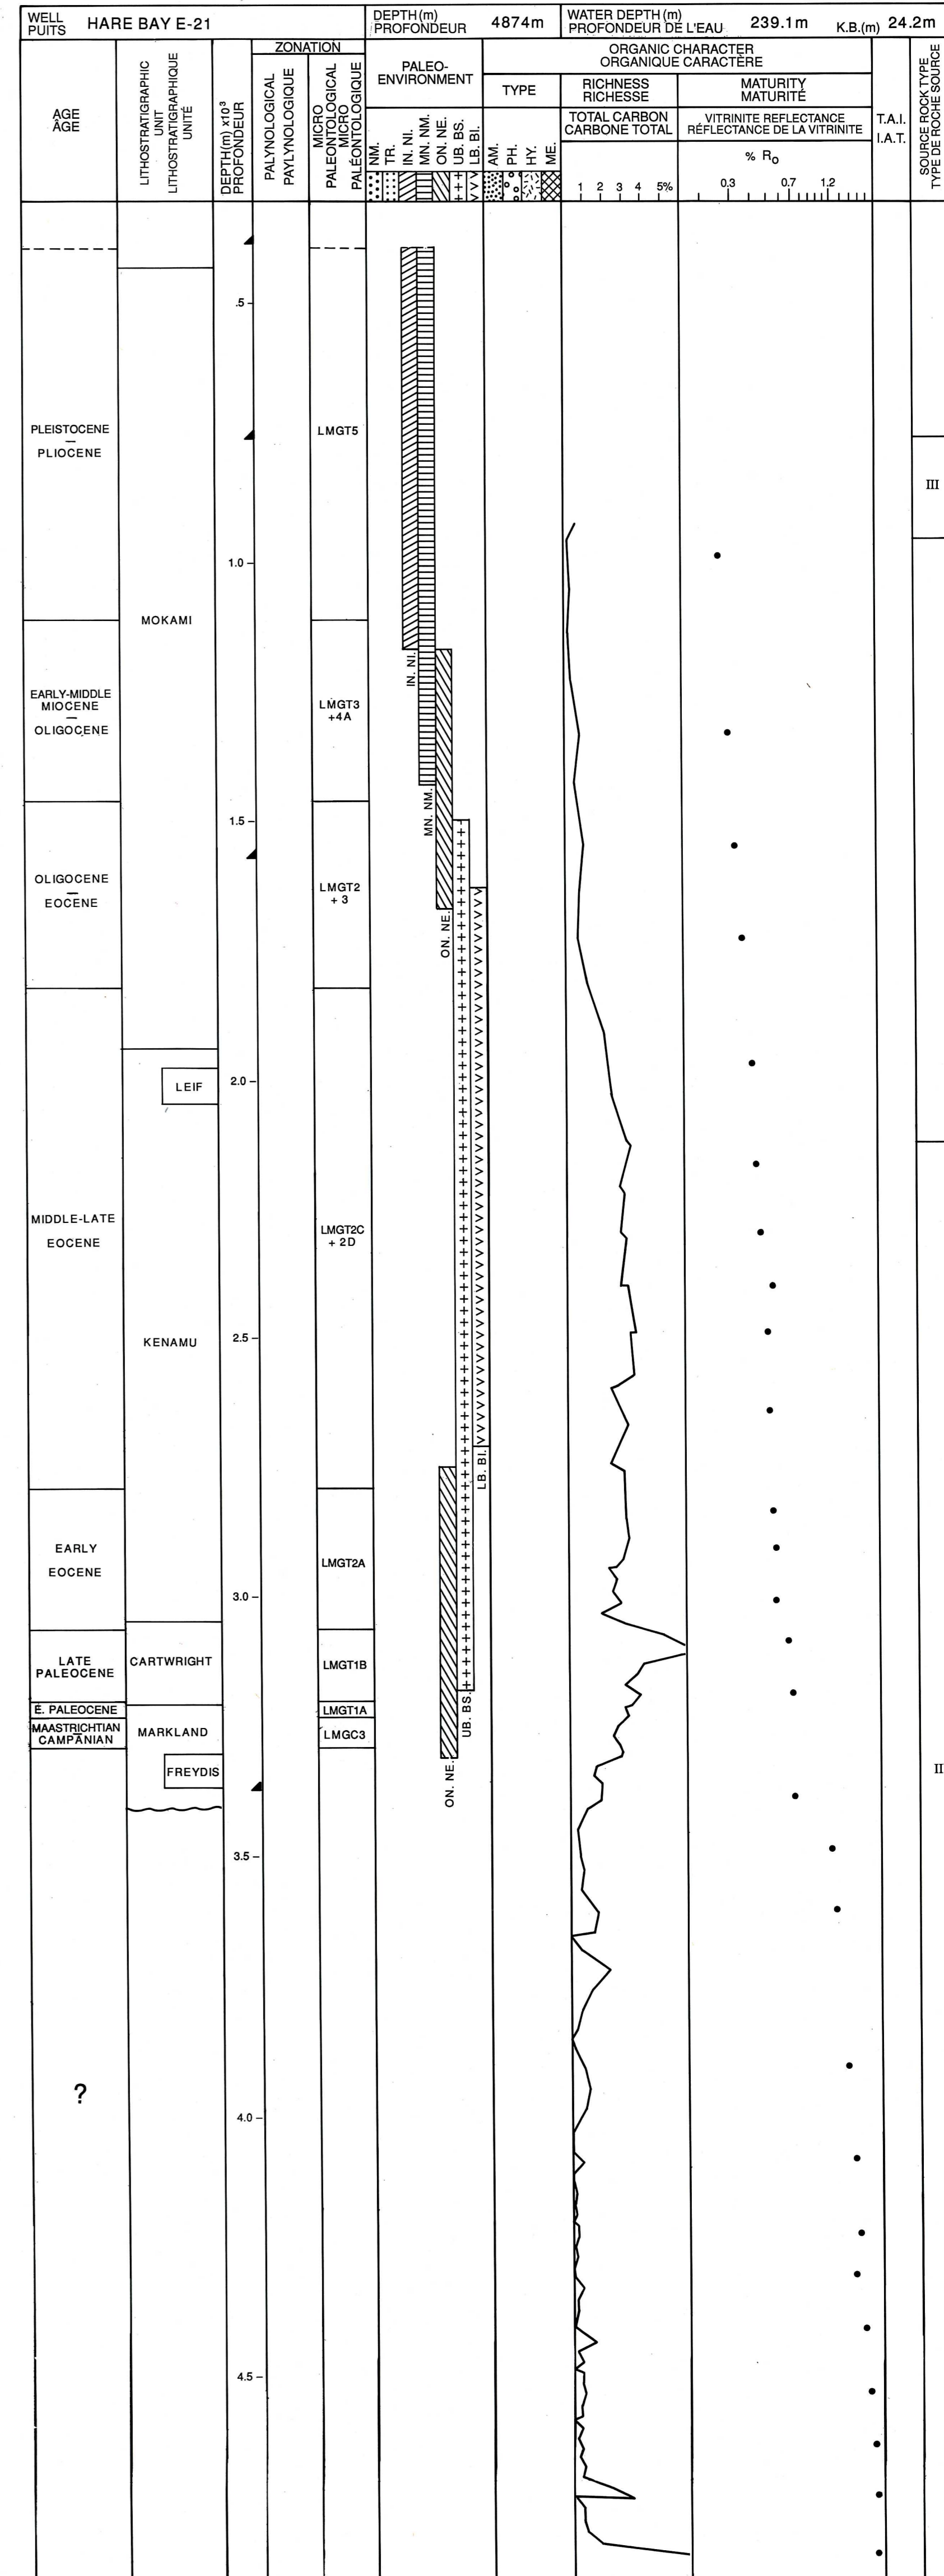 WELL
PUITS
HARE BAY E-21
DEPTH (m)
PROFONDEUR
4874m
WATER DEPTH (m)
PROFONDEUR DE L'EAU
239.1m
K.B.(m) 24.2m
AGE
ÂGE
LITHOSTRATIGRAPHIC
UNIT
LITHOSTRATIGRAPHIQUE
UNITÉ
DEPTH(m) x10³
PROFONDEUR
ZONATION
PALYNOLOGICAL
PAYLYNOLOGIQUE
MICRO
PALEONTOLOGICAL
MICRO
PALÉONTOLOGIQUE
PALEO-
ENVIRONMENT
NM.
TR.
IN. NI.
MN. NM.
ON. NE.
UB. BS.
LB. BI.
ORGANIC CHARACTER
ORGANIQUE CARACTÈRE
TYPE
AM.
PH.
HY.
ME.
RICHNESS
RICHESSE
TOTAL CARBON
CARBONE TOTAL
1 2 3 4 5%
MATURITY
MATURITÉ
VITRINITE REFLECTANCE
RÉFLECTANCE DE LA VITRINITE
% Ro
0.3 0.7 1.2
T.A.I.
I.A.T.
SOURCE ROCK TYPE
TYPE DE ROCHE SOURCE
.5
PLEISTOCENE
—
PLIOCENE
LMGT5
III
1.0
MOKAMI
IN. NI.
EARLY-MIDDLE
MIOCENE
—
OLIGOCENE
LMGT3
+4A
MN. NM.
1.5
OLIGOCENE
—
EOCENE
LMGT2
+ 3
ON. NE.
2.0
LEIF
MIDDLE-LATE
EOCENE
LMGT2C
+ 2D
KENAMU
2.5
LB. BI.
EARLY
EOCENE
LMGT2A
3.0
LATE
PALEOCENE
CARTWRIGHT
LMGT1B
UB. BS.
E. PALEOCENE
LMGT1A
MAASTRICHTIAN
—
CAMPANIAN
MARKLAND
LMGC3
FREYDIS
ON. NE.
II
3.5
?
4.0
4.5